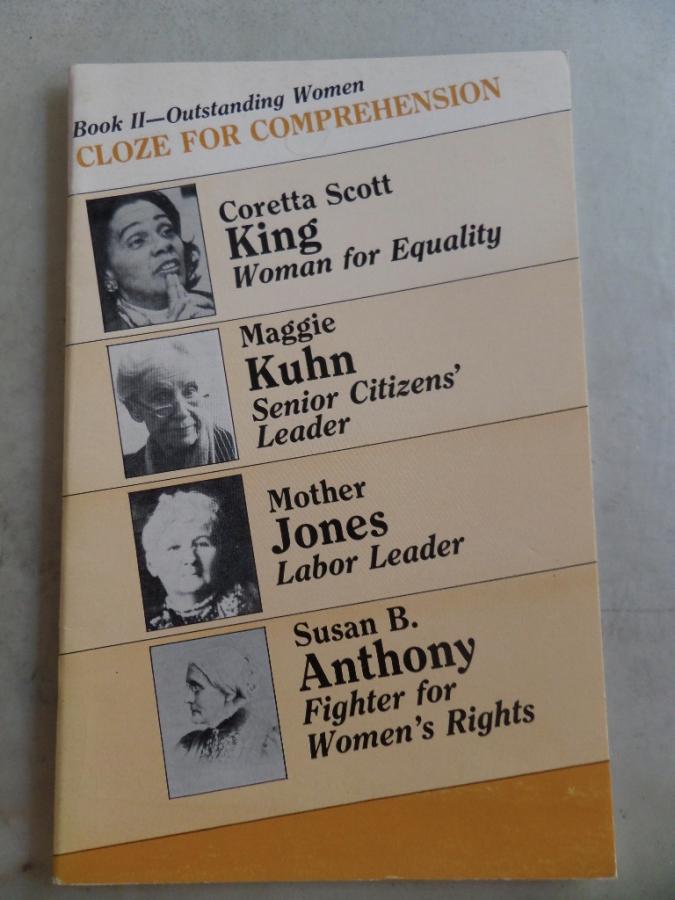 Book II—Outstanding Women
CLOZE FOR COMPREHENSION
Coretta Scott
King
Woman for Equality
Maggie
Kuhn
Senior Citizens'
Leader
Mother
Jones
Labor Leader
Susan B.
Anthony
Fighter for
Women's Rights